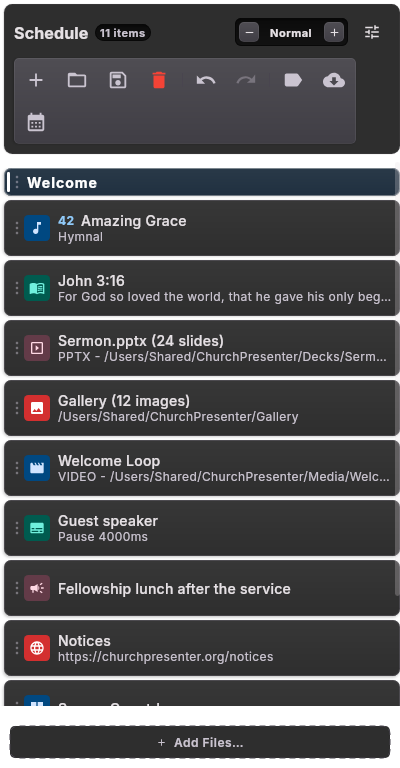 Schedule 11 items − Normal +
Welcome
42 Amazing Grace
Hymnal
John 3:16
For God so loved the world, that he gave his only beg...
Sermon.pptx (24 slides)
PPTX - /Users/Shared/ChurchPresenter/Decks/Serm...
Gallery (12 images)
/Users/Shared/ChurchPresenter/Gallery
Welcome Loop
VIDEO - /Users/Shared/ChurchPresenter/Media/Welc...
Guest speaker
Pause 4000ms
Fellowship lunch after the service
Notices
https://churchpresenter.org/notices
+ Add Files...